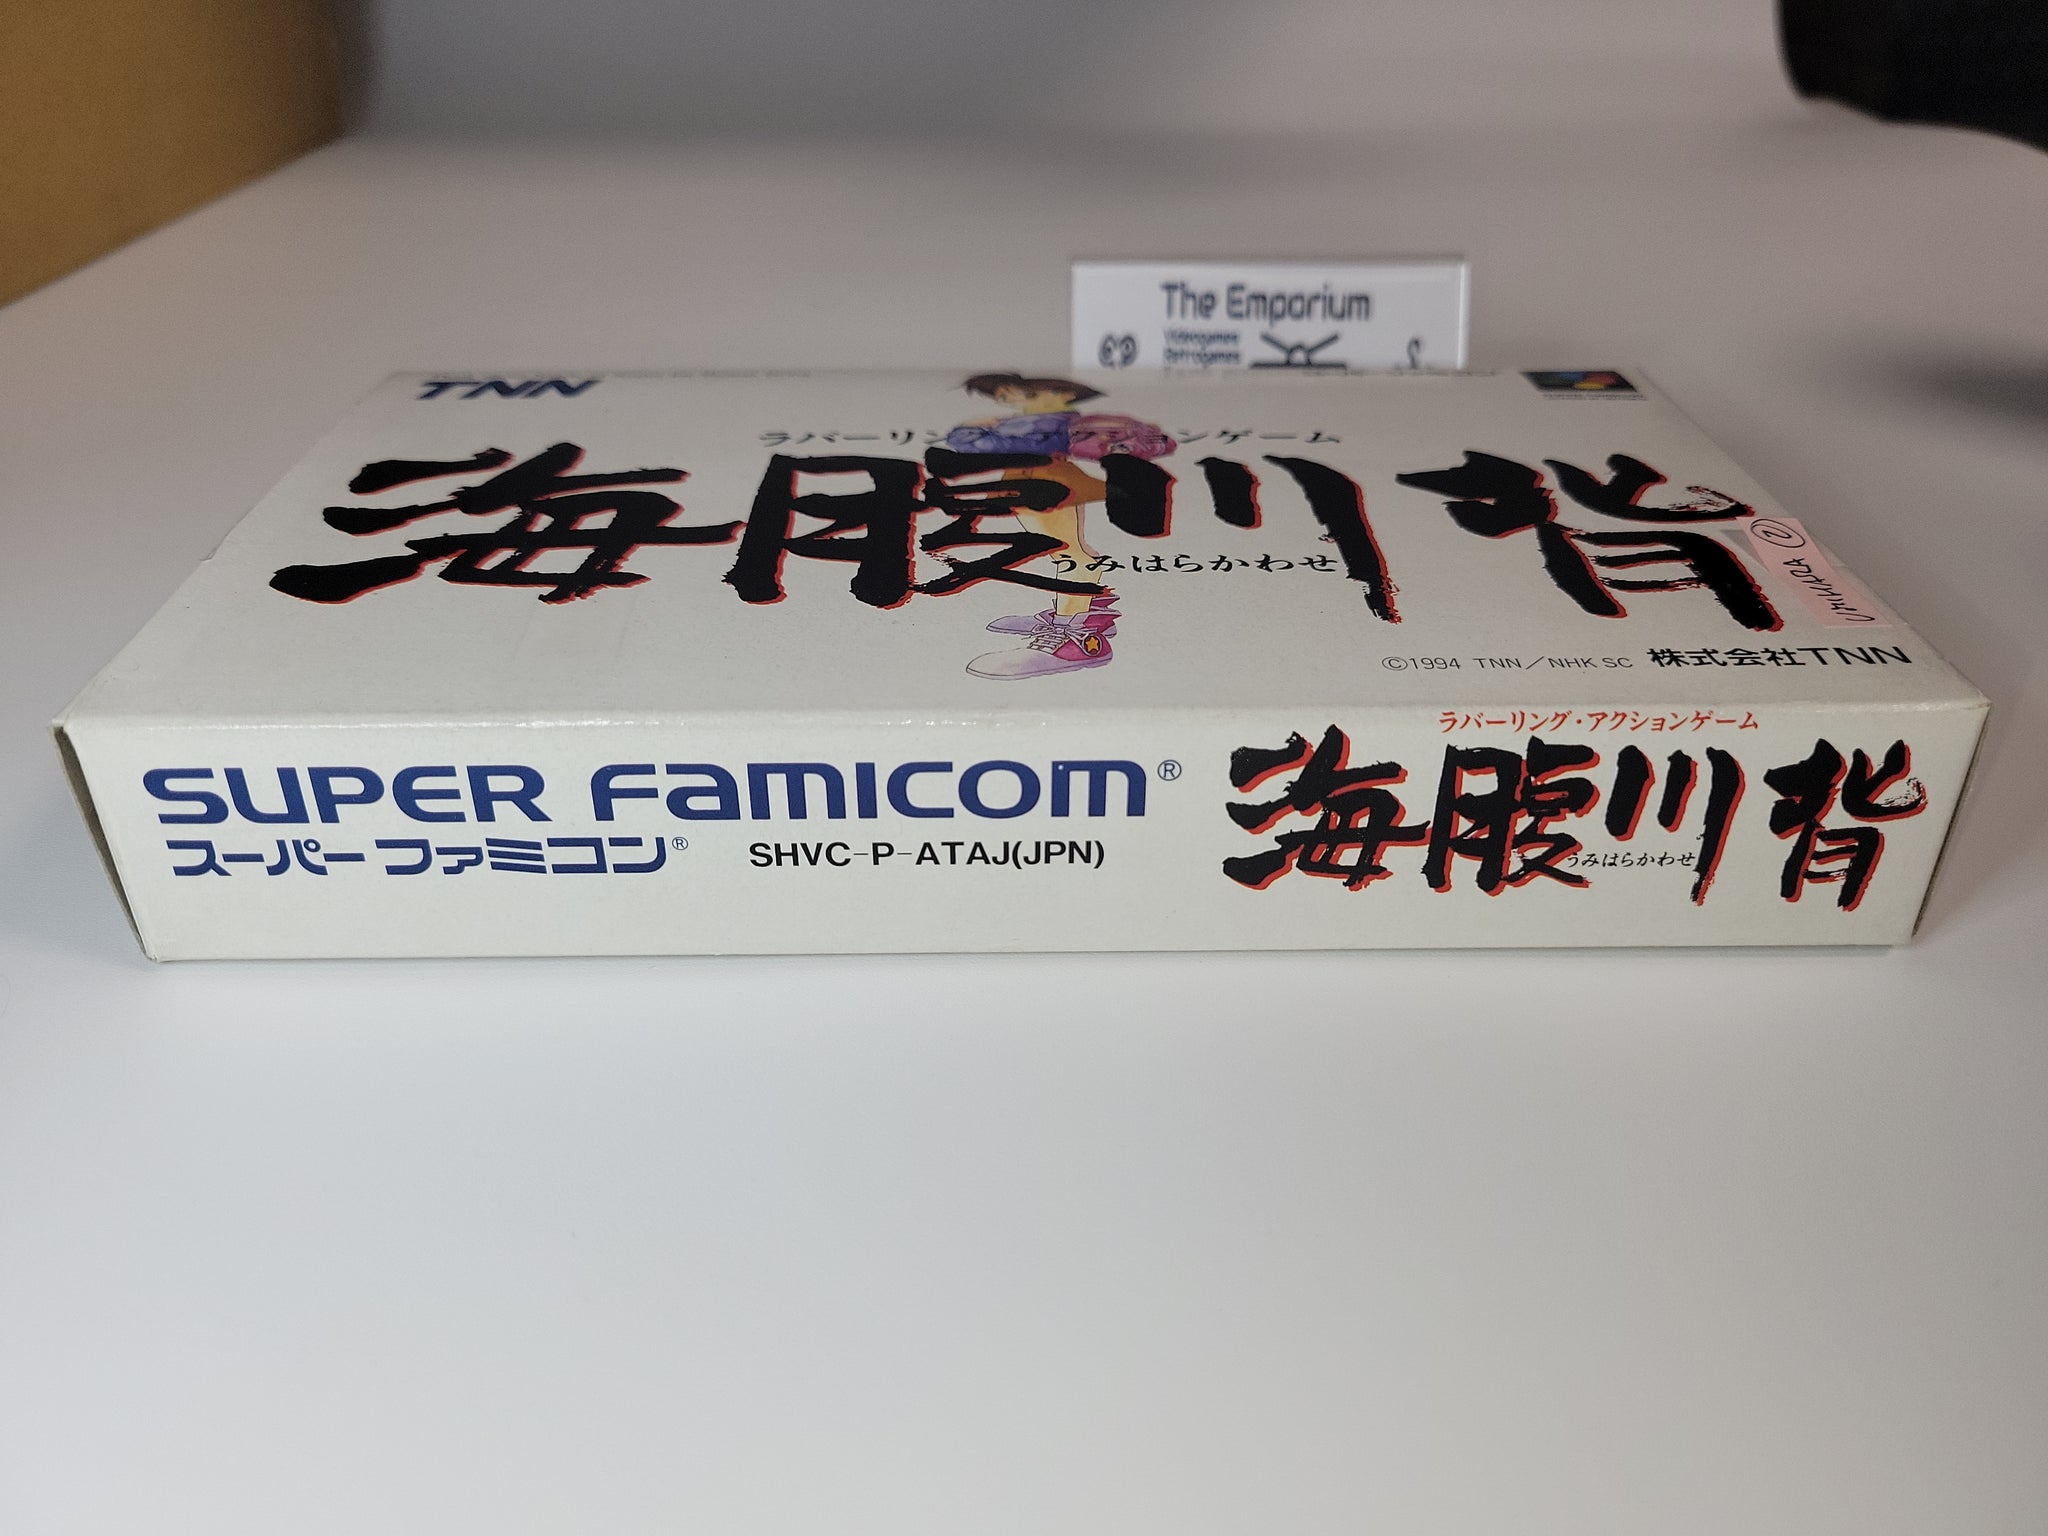 The Emporium
Videogames
Retrogames
TNN
ラバーリング・アクションゲーム
海腹川背
うみはらかわせ
UMIHARA ②
©1994 TNN/NHK SC 株式会社TNN
ラバーリング・アクションゲーム
SUPER FAMICOM®
海腹川背
うみはらかわせ
スーパーファミコン® SHVC-P-ATAJ(JPN)